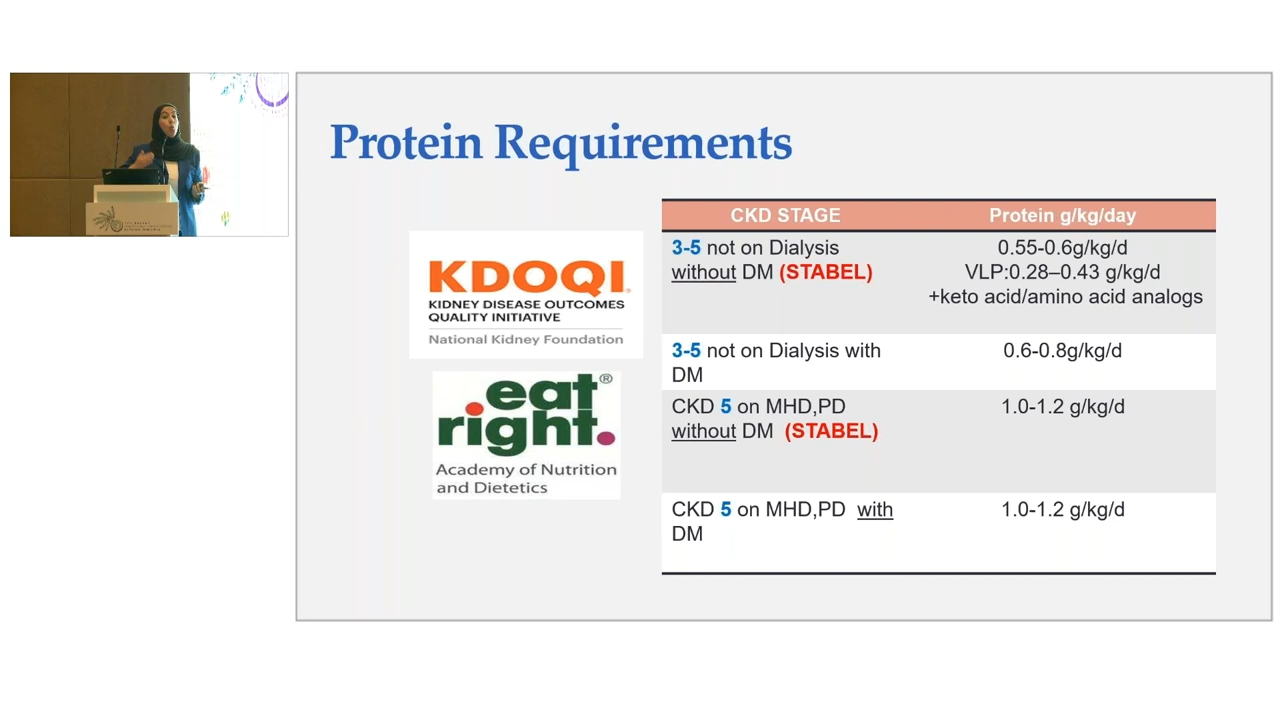 Protein Requirements
KDOQI®
KIDNEY DISEASE OUTCOMES
QUALITY INITIATIVE
National Kidney Foundation
eat®
right.
Academy of Nutrition
and Dietetics
CKD STAGE Protein g/kg/day
3-5 not on Dialysis 0.55-0.6g/kg/d
without DM (STABEL) VLP:0.28–0.43 g/kg/d
+keto acid/amino acid analogs
3-5 not on Dialysis with 0.6-0.8g/kg/d
DM
CKD 5 on MHD,PD 1.0-1.2 g/kg/d
without DM (STABEL)
CKD 5 on MHD,PD with 1.0-1.2 g/kg/d
DM